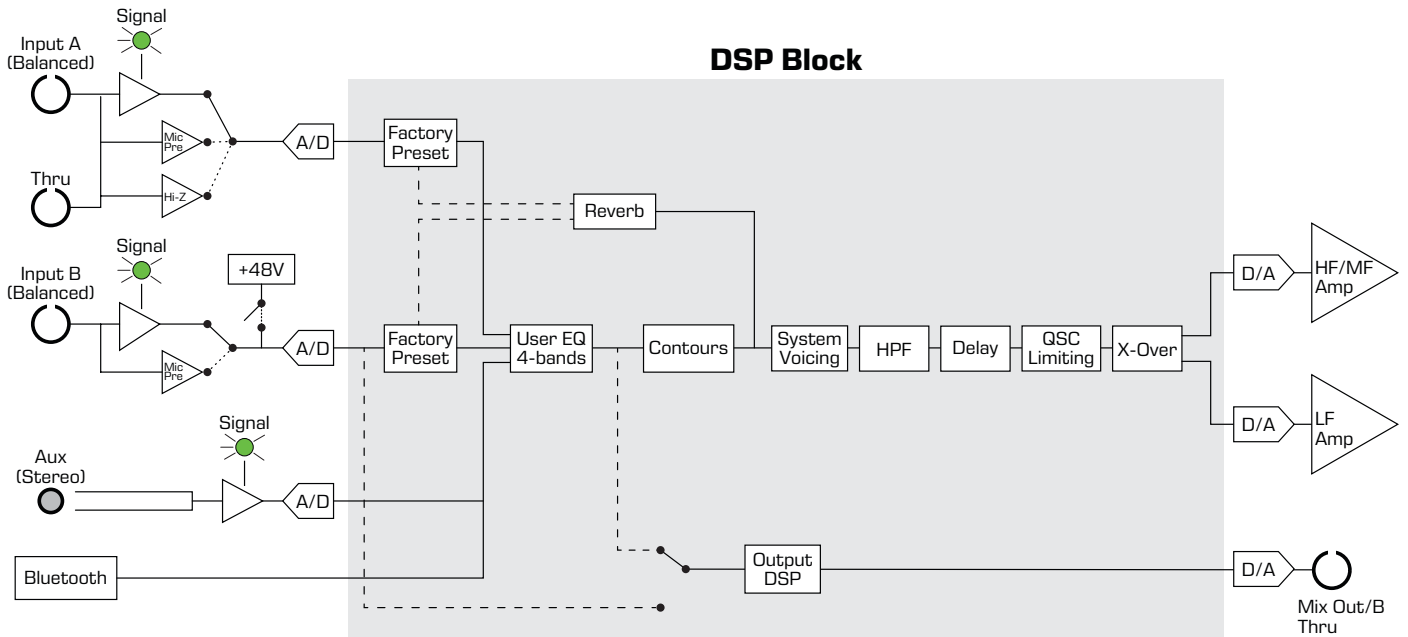 DSP Block
Signal
Input A
(Balanced)
Mic
Pre
Hi-Z
Thru
A/D
Factory
Preset
Reverb
Signal
Input B
(Balanced)
+48V
Mic
Pre
A/D
Factory
Preset
User EQ
4-bands
Contours
System
Voicing
HPF
Delay
QSC
Limiting
X-Over
D/A
HF/MF
Amp
D/A
LF
Amp
Signal
Aux
(Stereo)
A/D
Bluetooth
Output
DSP
D/A
Mix Out/B
Thru